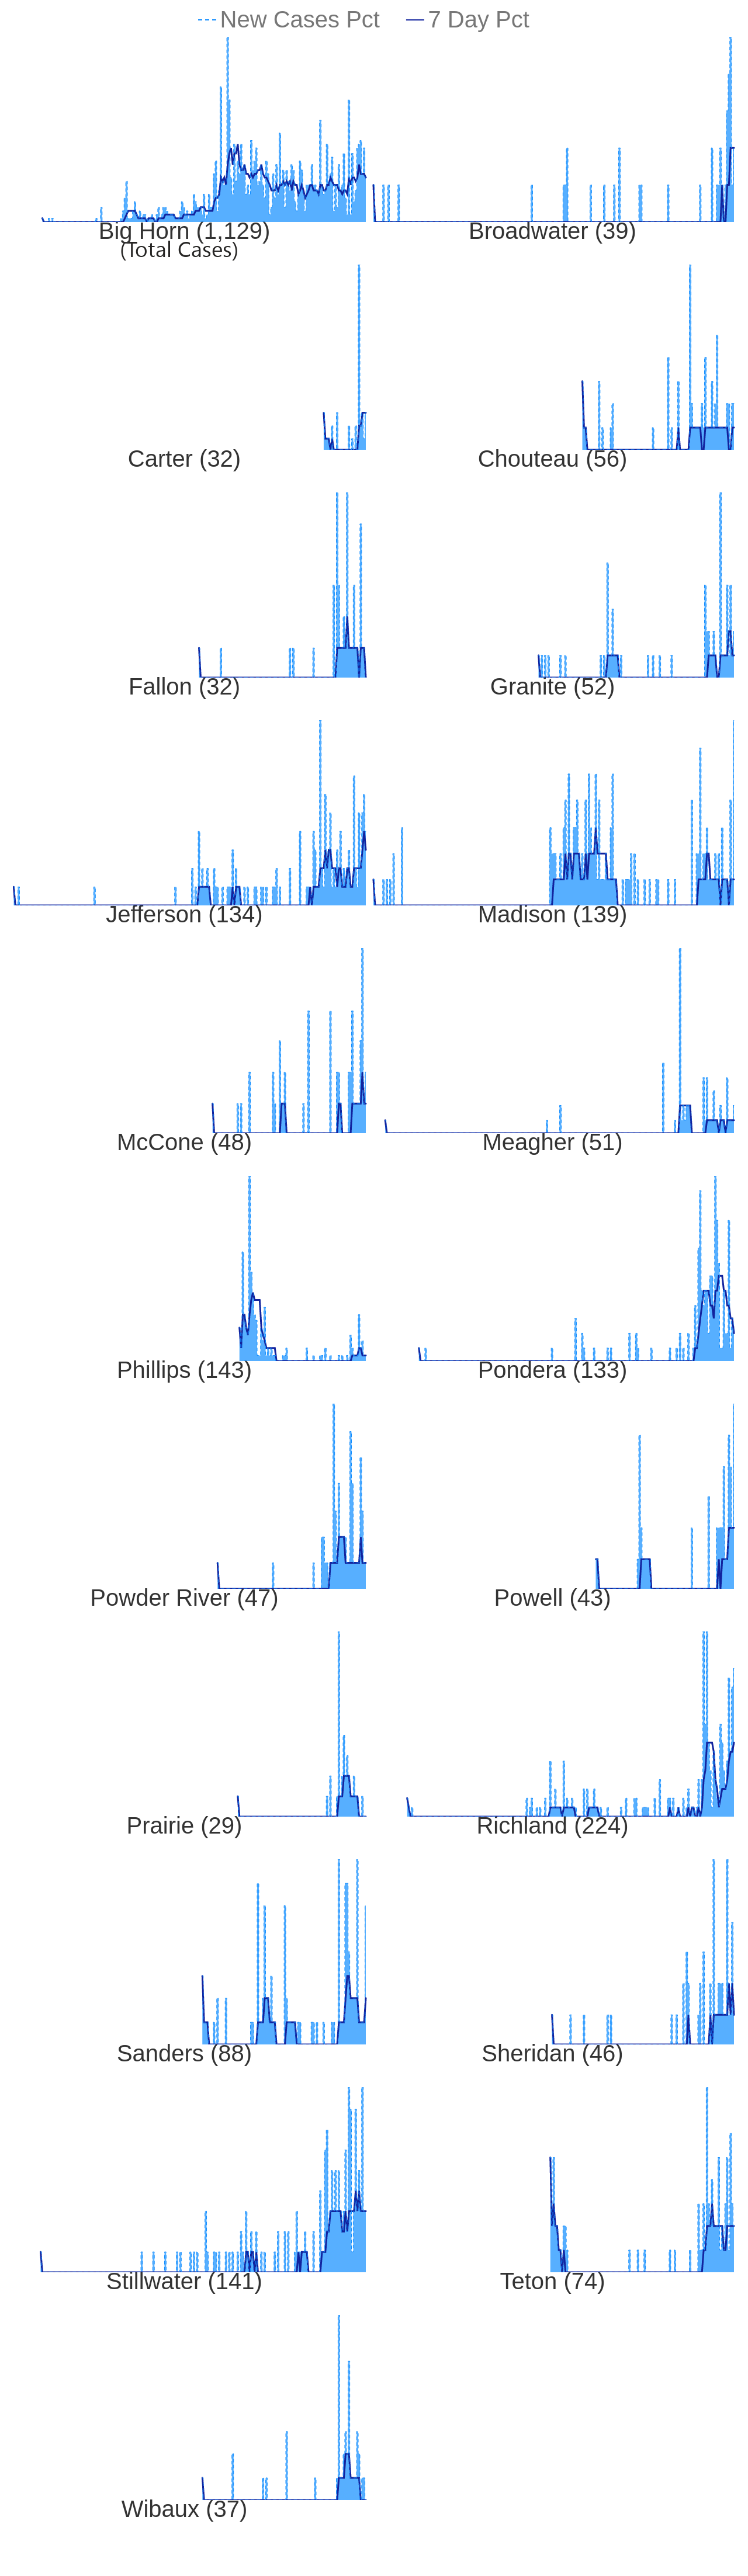 New Cases Pct 7 Day Pct
Big Horn (1,129) Broadwater (39)
(Total Cases)
Carter (32) Chouteau (56)
Fallon (32) Granite (52)
Jefferson (134) Madison (139)
McCone (48) Meagher (51)
Phillips (143) Pondera (133)
Powder River (47) Powell (43)
Prairie (29) Richland (224)
Sanders (88) Sheridan (46)
Stillwater (141) Teton (74)
Wibaux (37)